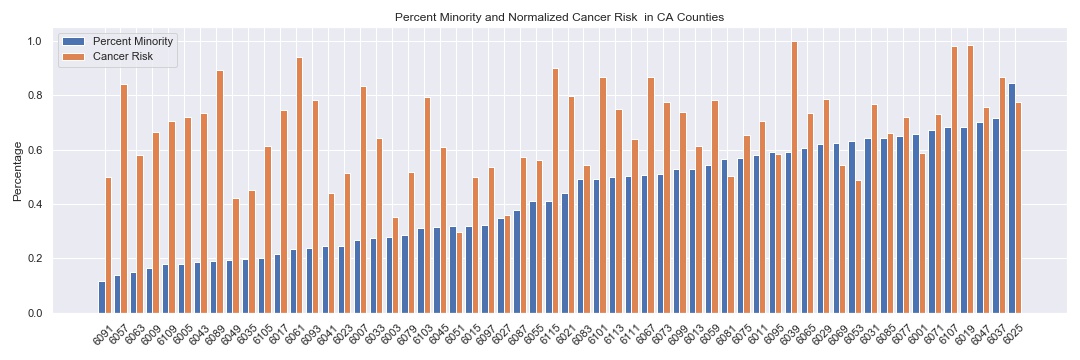 Percent Minority and Normalized Cancer Risk in CA Counties
Percent Minority
Cancer Risk
Percentage
1.0
0.8
0.6
0.4
0.2
0.0
6091 6057 6063 6009 6109 6005 6043 6089 6049 6035 6105 6017 6061 6093 6041 6023 6007 6033 6003 6079 6103 6045 6051 6015 6097 6027 6087 6055 6115 6021 6083 6101 6113 6111 6067 6073 6099 6013 6059 6081 6075 6011 6095 6039 6065 6029 6069 6053 6031 6085 6077 6001 6071 6107 6019 6047 6037 6025